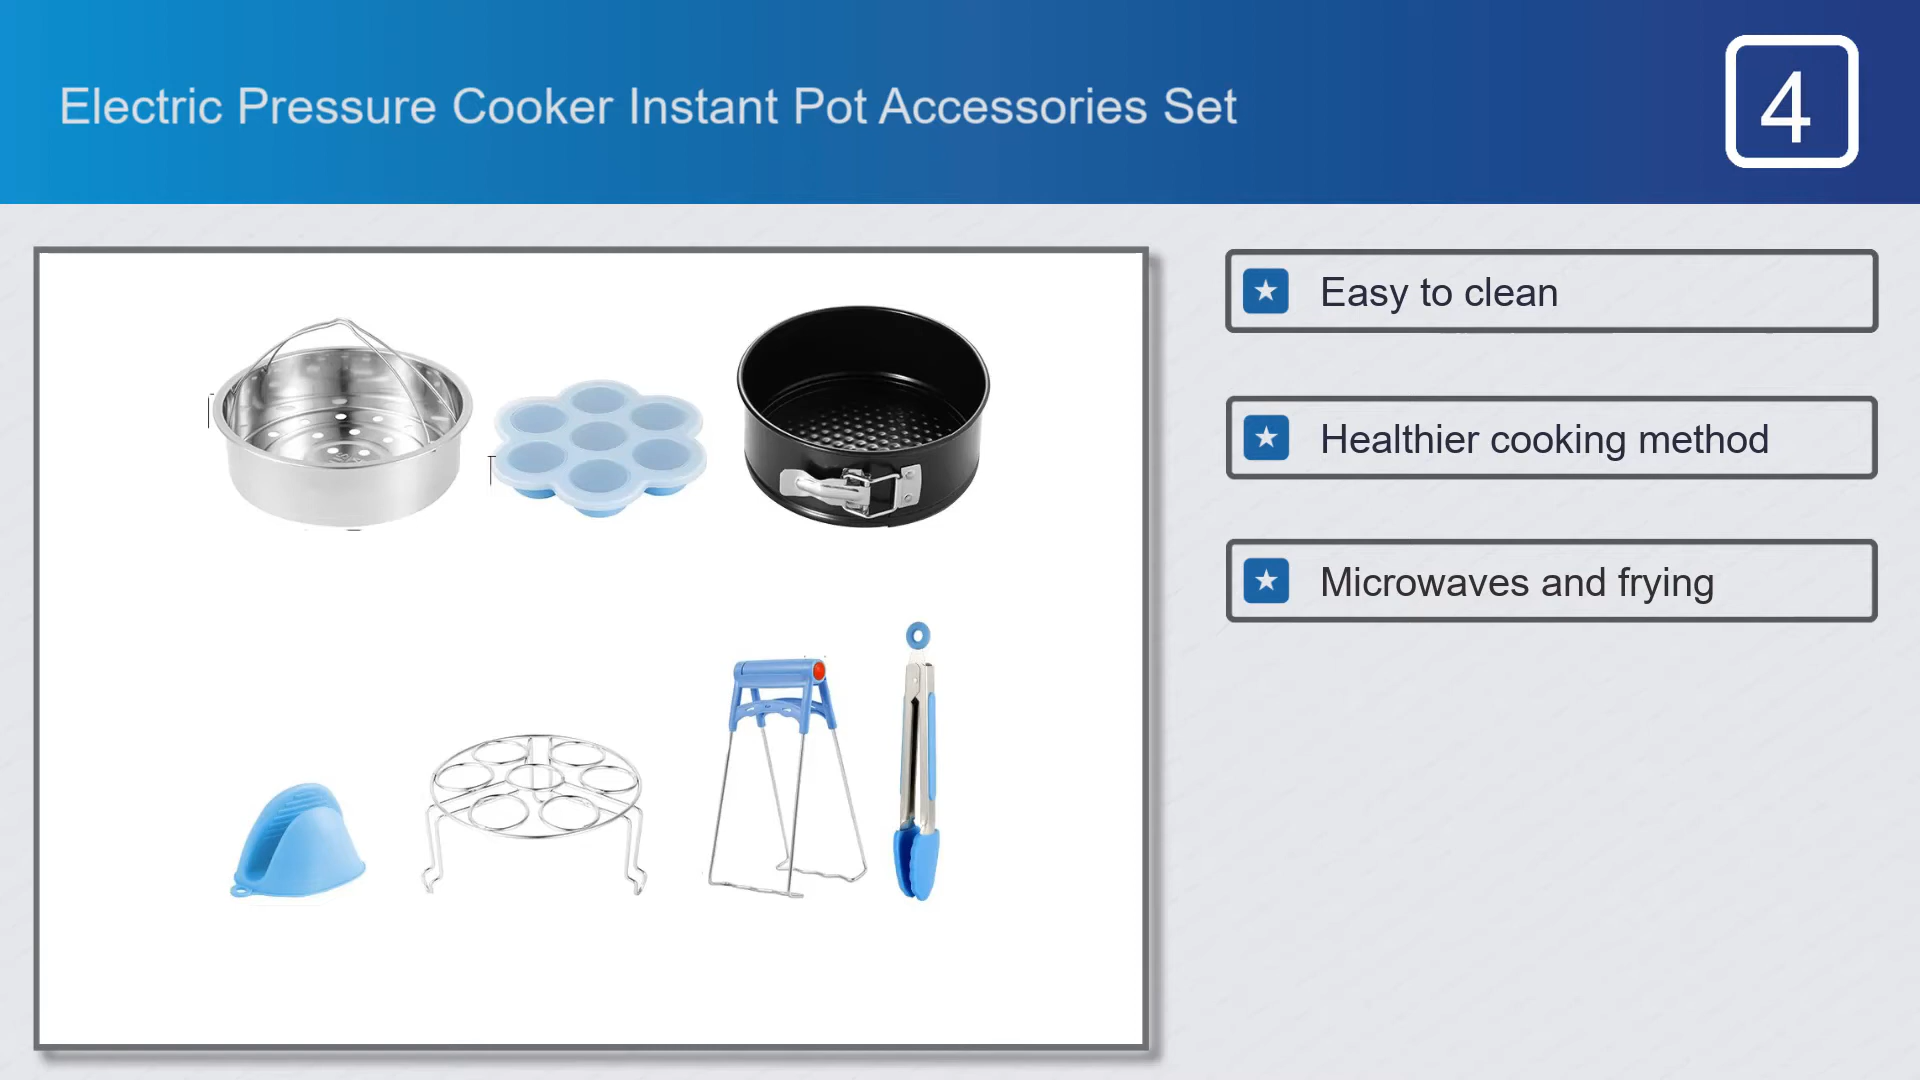 Electric Pressure Cooker Instant Pot Accessories Set
4
Easy to clean
Healthier cooking method
Microwaves and frying